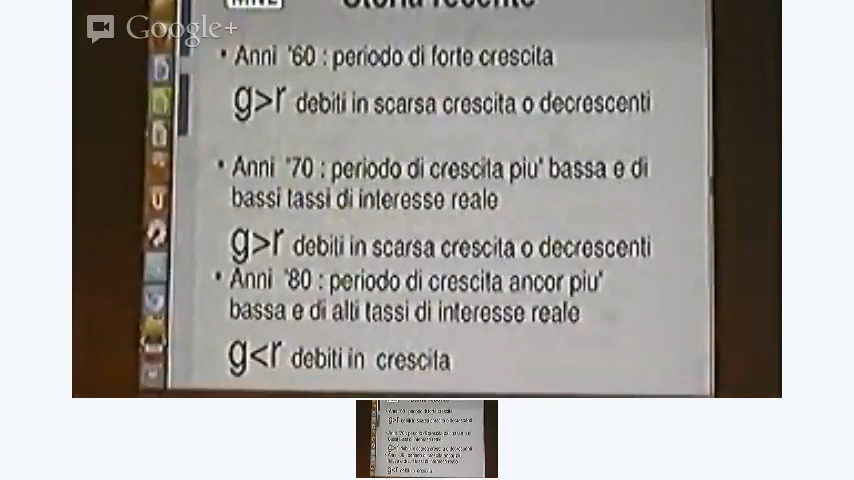 Google+
Storia recente
• Anni '60 : periodo di forte crescita
g>r debiti in scarsa crescita o decrescenti
• Anni '70 : periodo di crescita piu' bassa e di
bassi tassi di interesse reale
g>r debiti in scarsa crescita o decrescenti
• Anni '80 : periodo di crescita ancor piu'
bassa e di alti tassi di interesse reale
g<r debiti in crescita